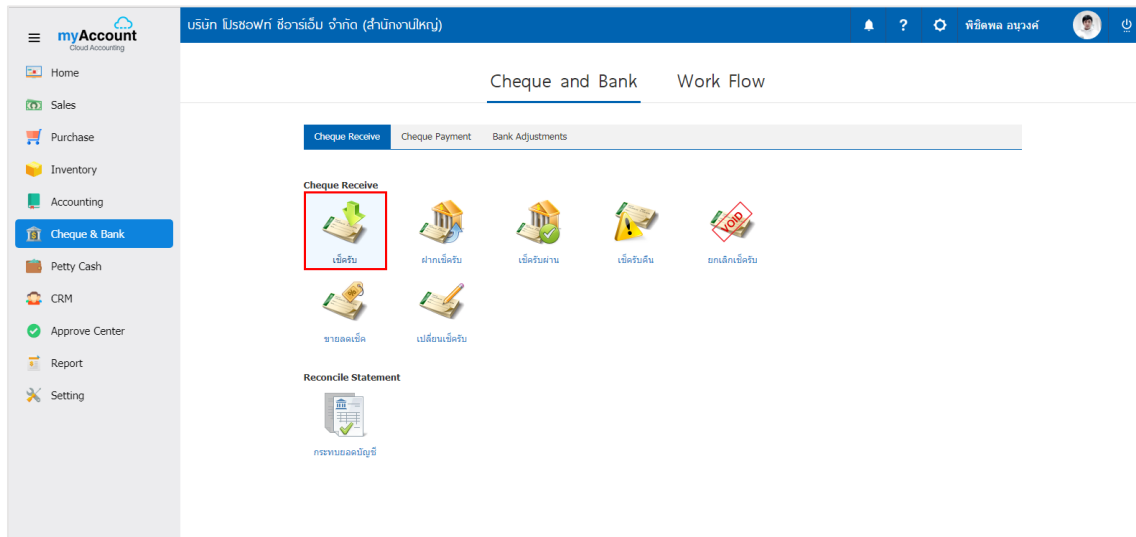 myAccount
Cloud Accounting
บริษัท โปรซอฟท์ ซีอาร์เอ็ม จำกัด (สำนักงานใหญ่)
?
พิชิตพล อนุวงศ์
Home
Sales
Purchase
Inventory
Accounting
Cheque & Bank
Petty Cash
CRM
Approve Center
Report
Setting
Cheque and Bank Work Flow
Cheque Receive Cheque Payment Bank Adjustments
Cheque Receive
เช็ครับ ฝากเช็ครับ เช็ครับผ่าน เช็ครับคืน ยกเลิกเช็ครับ
VOID
ขายลดเช็ค เปลี่ยนเช็ครับ
Reconcile Statement
กระทบยอดบัญชี